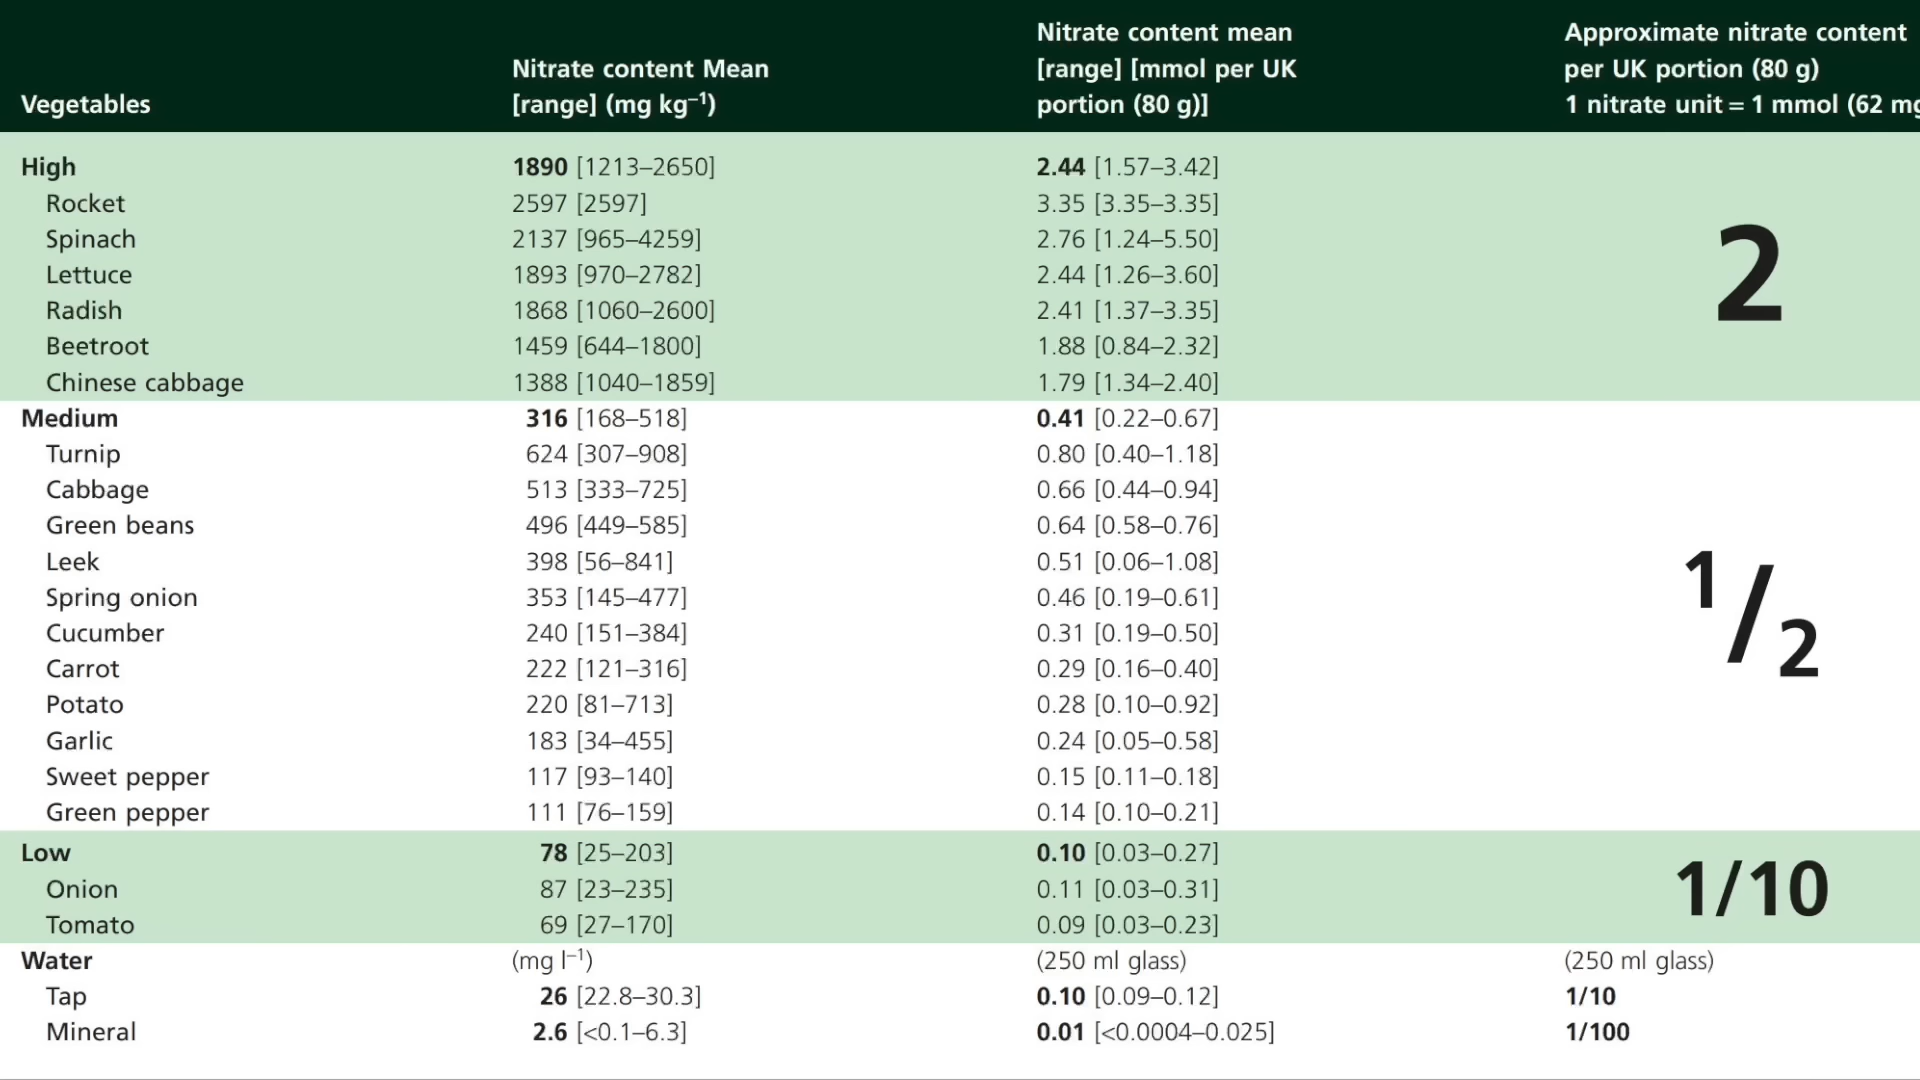 Vegetables
Nitrate content Mean
[range] (mg kg⁻¹)
Nitrate content mean
[range] [mmol per UK
portion (80 g)]
Approximate nitrate content
per UK portion (80 g)
1 nitrate unit = 1 mmol (62 mg
High 1890 [1213–2650] 2.44 [1.57–3.42]
Rocket 2597 [2597] 3.35 [3.35–3.35]
Spinach 2137 [965–4259] 2.76 [1.24–5.50]
Lettuce 1893 [970–2782] 2.44 [1.26–3.60]
Radish 1868 [1060–2600] 2.41 [1.37–3.35]
Beetroot 1459 [644–1800] 1.88 [0.84–2.32]
Chinese cabbage 1388 [1040–1859] 1.79 [1.34–2.40]
2
Medium 316 [168–518] 0.41 [0.22–0.67]
Turnip 624 [307–908] 0.80 [0.40–1.18]
Cabbage 513 [333–725] 0.66 [0.44–0.94]
Green beans 496 [449–585] 0.64 [0.58–0.76]
Leek 398 [56–841] 0.51 [0.06–1.08]
Spring onion 353 [145–477] 0.46 [0.19–0.61]
Cucumber 240 [151–384] 0.31 [0.19–0.50]
Carrot 222 [121–316] 0.29 [0.16–0.40]
Potato 220 [81–713] 0.28 [0.10–0.92]
Garlic 183 [34–455] 0.24 [0.05–0.58]
Sweet pepper 117 [93–140] 0.15 [0.11–0.18]
Green pepper 111 [76–159] 0.14 [0.10–0.21]
1/2
Low 78 [25–203] 0.10 [0.03–0.27]
Onion 87 [23–235] 0.11 [0.03–0.31]
Tomato 69 [27–170] 0.09 [0.03–0.23]
1/10
Water (mg l⁻¹) (250 ml glass) (250 ml glass)
Tap 26 [22.8–30.3] 0.10 [0.09–0.12] 1/10
Mineral 2.6 [<0.1–6.3] 0.01 [<0.0004–0.025] 1/100